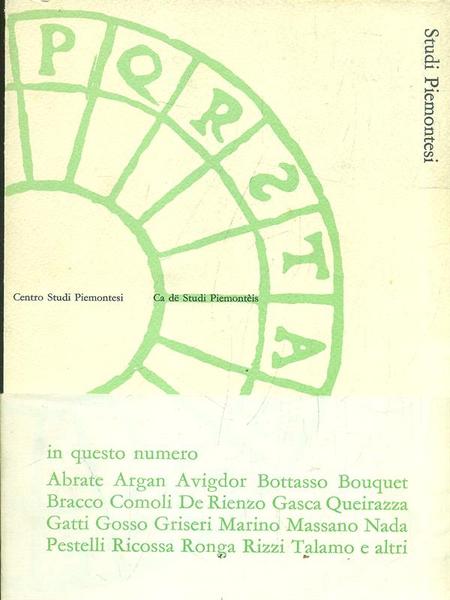 Studi Piemontesi
P Q R S T A
Centro Studi Piemontesi
Ca dë Studi Piemontèis
in questo numero
Abrate Argan Avigdor Bottasso Bouquet
Bracco Comoli De Rienzo Gasca Queirazza
Gatti Gosso Griseri Marino Massano Nada
Pestelli Ricossa Ronga Rizzi Talamo e altri